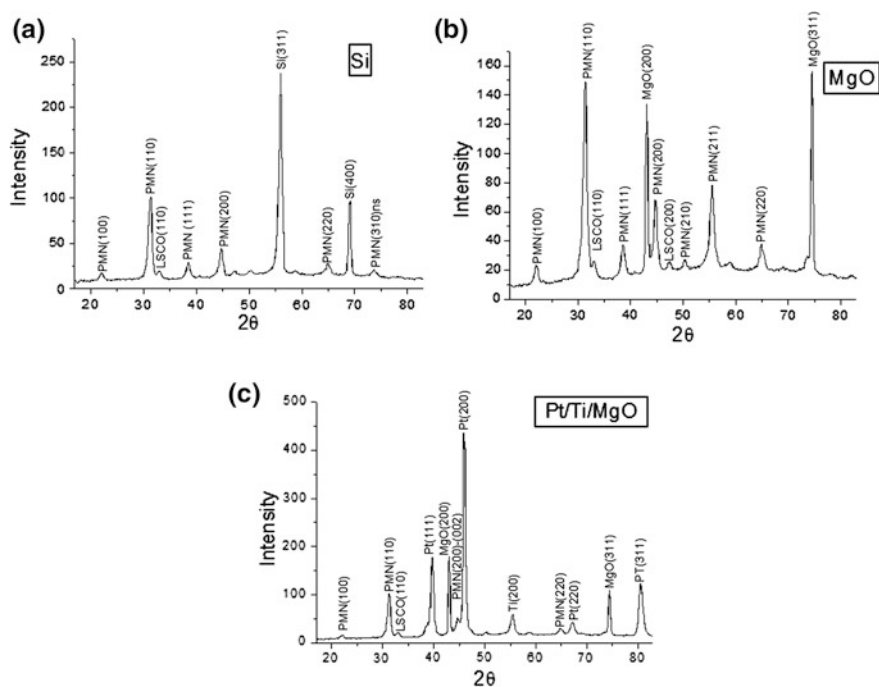 (a)
Si
Intensity
250
200
150
100
50
0
PMN(100)
PMN(110)
LSCO(110)
PMN (111)
PMN(200)
Si(311)
PMN(220)
Si(400)
PMN(310)ns
20 30 40 50 60 70 80
2θ
(b)
MgO
Intensity
160
140
120
100
80
60
40
20
0
PMN(100)
PMN(110)
LSCO(110)
PMN(111)
MgO(200)
PMN(200)
LSCO(200)
PMN(210)
PMN(211)
PMN(220)
MgO(311)
20 30 40 50 60 70 80
2θ
(c)
Pt/Ti/MgO
Intensity
500
400
300
200
100
0
PMN(100)
PMN(110)
LSCO(110)
Pt(111)
MgO(200)
PMN(200)-(002)
Pt(200)
Ti(200)
PMN(220)
Pt(220)
MgO(311)
PT(311)
20 30 40 50 60 70 80
2θ